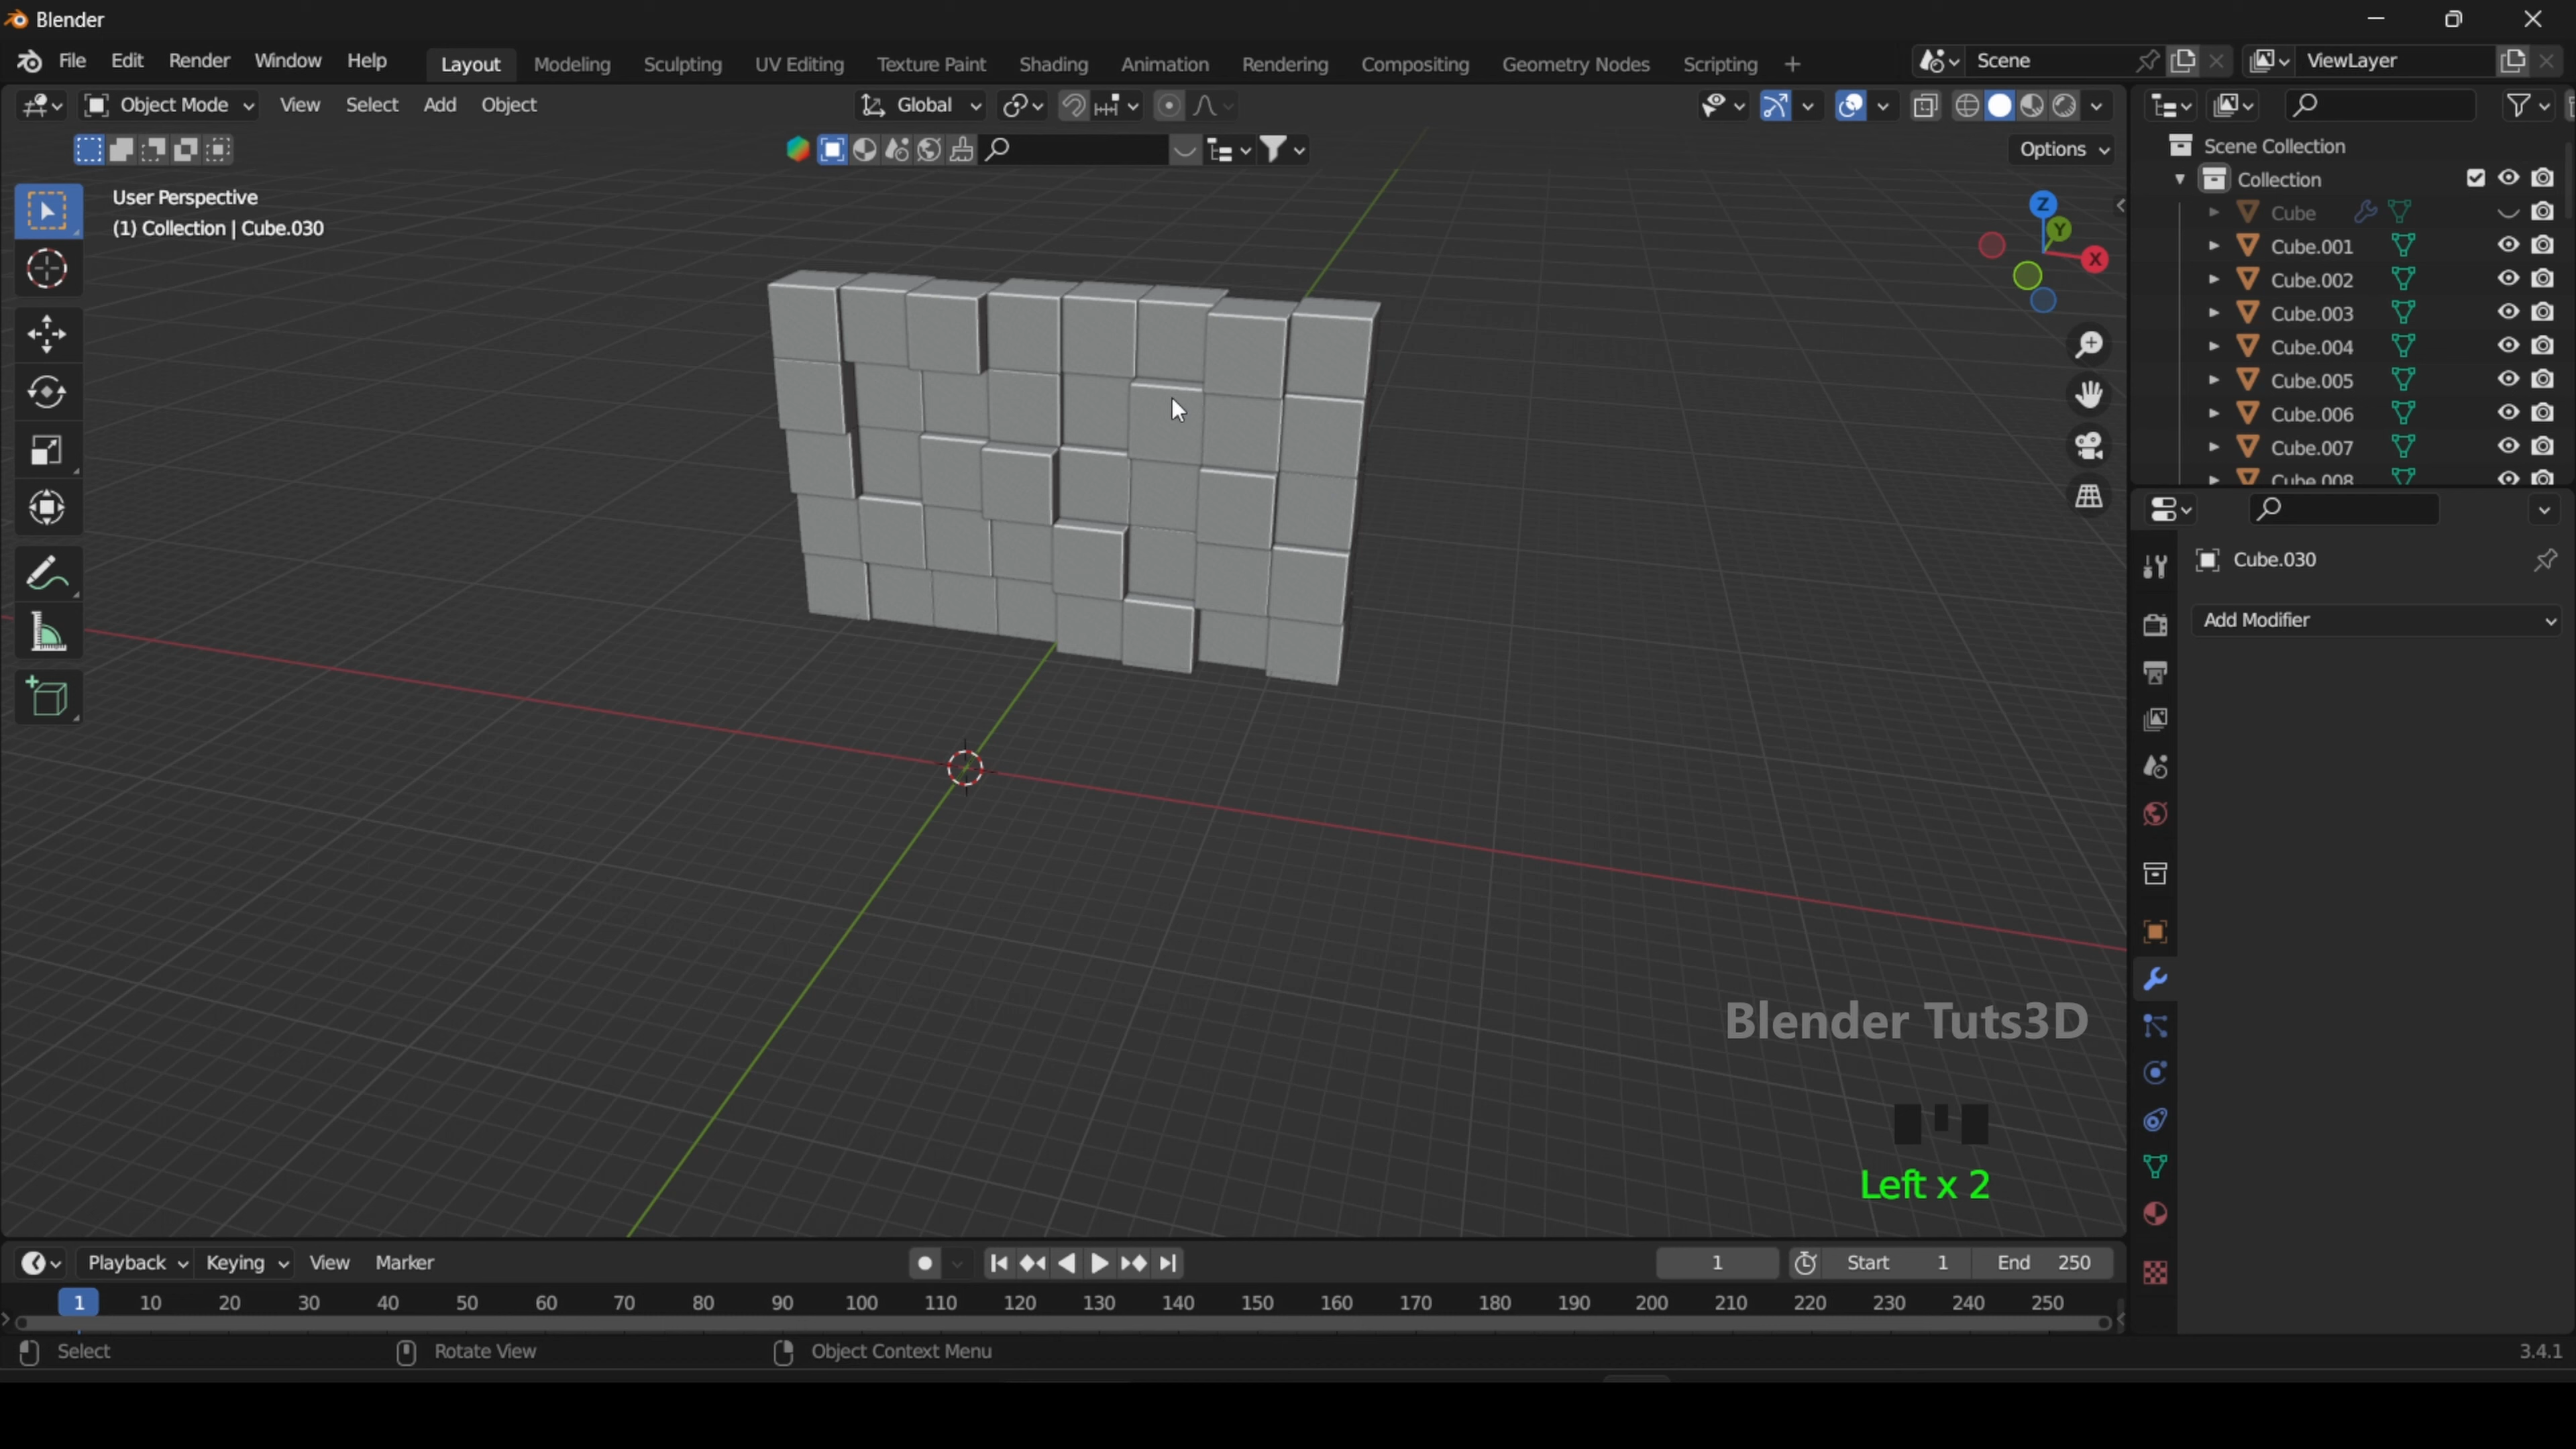 Blender
File Edit Render Window Help Layout Modeling Sculpting UV Editing Texture Paint Shading Animation Rendering Compositing Geometry Nodes Scripting + Scene ViewLayer
Object Mode View Select Add Object Global
Options
User Perspective
(1) Collection | Cube.030
Z
Y
X
Scene Collection
Collection
Cube
Cube.001
Cube.002
Cube.003
Cube.004
Cube.005
Cube.006
Cube.007
Cube.008
Cube.030
Add Modifier
Blender Tuts3D
Left x 2
Playback Keying View Marker 1 Start 1 End 250
1 10 20 30 40 50 60 70 80 90 100 110 120 130 140 150 160 170 180 190 200 210 220 230 240 250
Select Rotate View Object Context Menu 3.4.1